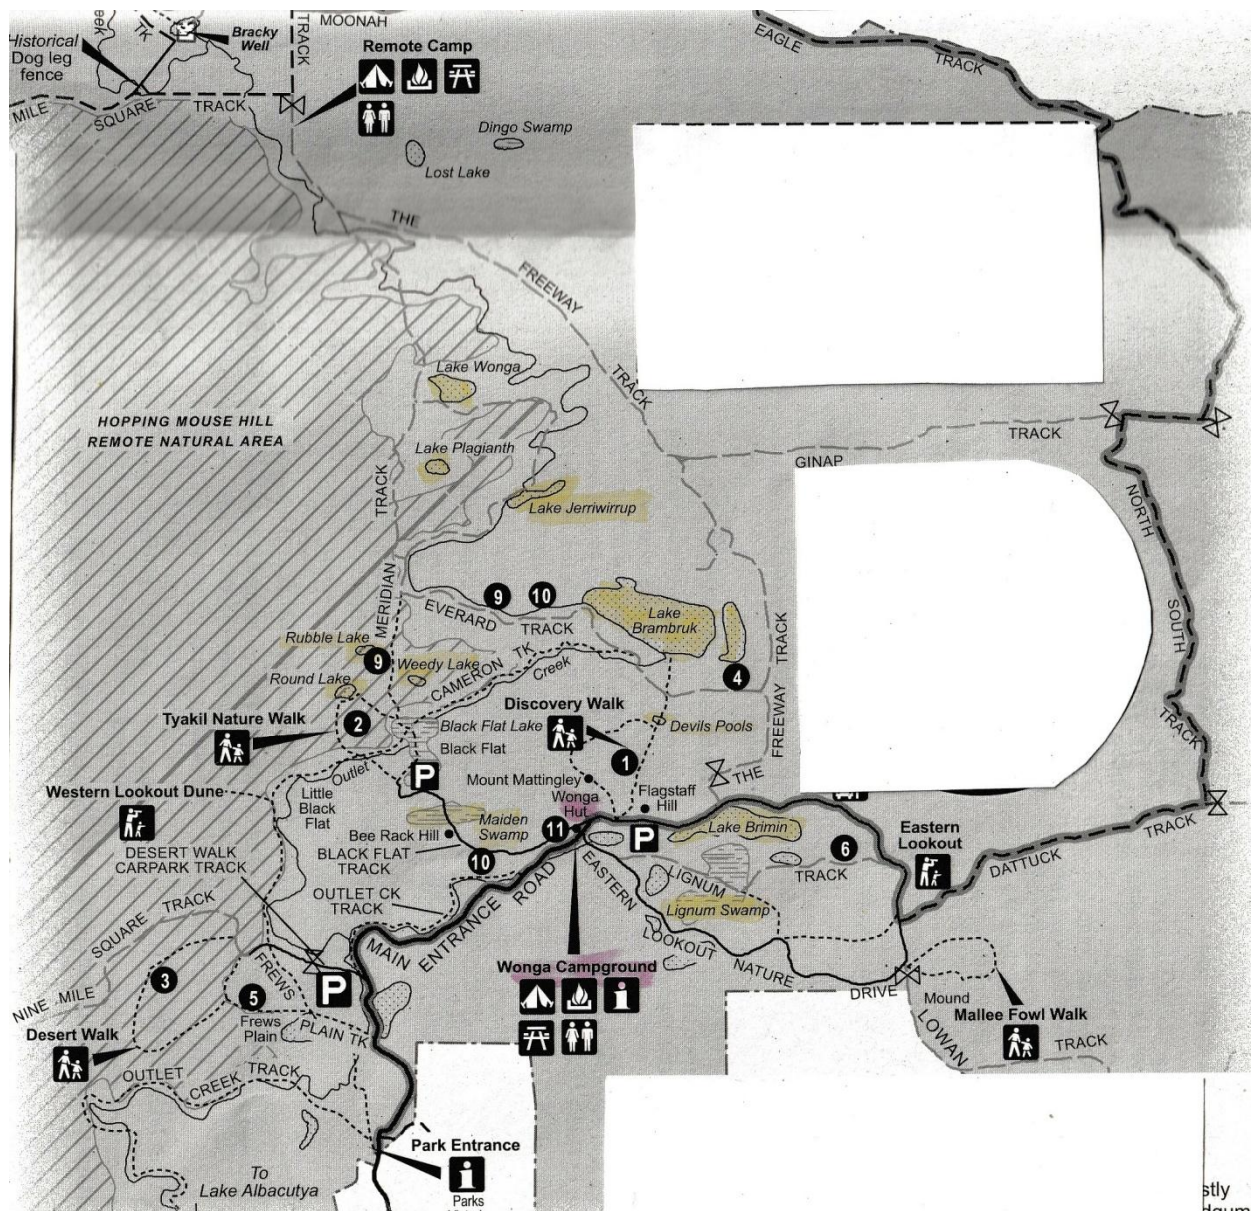 MOONAH
TRACK
EAGLE
TRACK
TK
Historical
Dog leg
fence
Bracky
Well
Remote Camp
MILE
SQUARE
TRACK
Dingo Swamp
Lost Lake
THE
FREEWAY
TRACK
Lake Wonga
HOPPING MOUSE HILL
REMOTE NATURAL AREA
Lake Plagianth
TRACK
GINAP
TRACK
Lake Jerriwirrup
NORTH
SOUTH
TRACK
MERIDIAN
9
10
EVERARD
TRACK
Lake
Brambruk
Rubble Lake
9
Weedy Lake
CAMERON TK
Creek
Round Lake
4
TRACK
FREEWAY
THE
Tyakil Nature Walk
2
Black Flat Lake
Black Flat
Discovery Walk
1
Devils Pools
Outlet
P
Mount Mattingley
Flagstaff
Hill
Wonga
Hut
Western Lookout Dune
Little
Black
Flat
Maiden
Swamp
Bee Rack Hill
11
P
Lake Brimin
6
Eastern
Lookout
DATTUCK
TRACK
DESERT WALK
CARPARK TRACK
BLACK FLAT
TRACK
10
OUTLET CK
TRACK
MAIN
ENTRANCE
ROAD
EASTERN
LOOKOUT
NATURE
DRIVE
LIGNUM
TRACK
Lignum Swamp
NINE MILE
SQUARE
TRACK
3
5
FREWS
PLAIN TK
Frews
Plain
P
Wonga Campground
i
Mound
Mallee Fowl Walk
LOWAN
TRACK
Desert Walk
OUTLET
CREEK
TRACK
Park Entrance
i
Parks
To
Lake Albacutya
stly